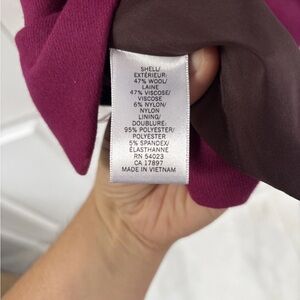 SHELL/
EXTÉRIEUR:
47% WOOL/
LAINE
47% VISCOSE/
VISCOSE
6% NYLON/
NYLON
LINING/
DOUBLURE:
95% POLYESTER/
POLYESTER
5% SPANDEX/
ÉLASTHANNE
RN 54023
CA 17897
MADE IN VIETNAM